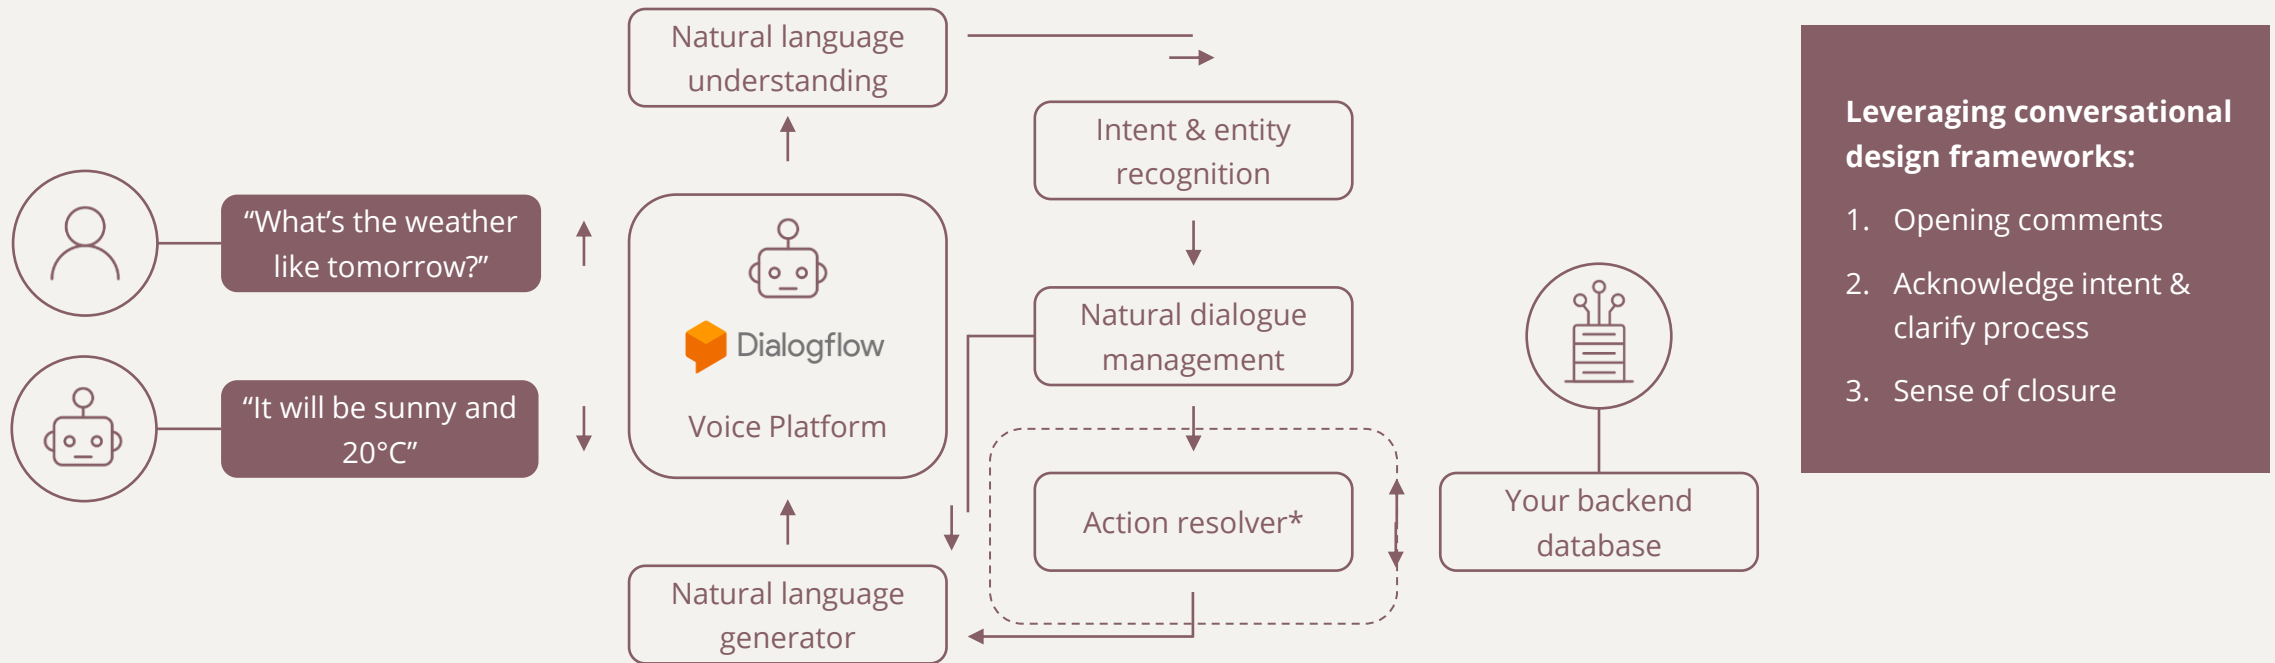 Natural language
understanding
Intent & entity
recognition
“What’s the weather
like tomorrow?”
Dialogflow
Voice Platform
“It will be sunny and
20°C”
Natural dialogue
management
Action resolver*
Your backend
database
Natural language
generator
Leveraging conversational
design frameworks:
1. Opening comments
2. Acknowledge intent &
clarify process
3. Sense of closure